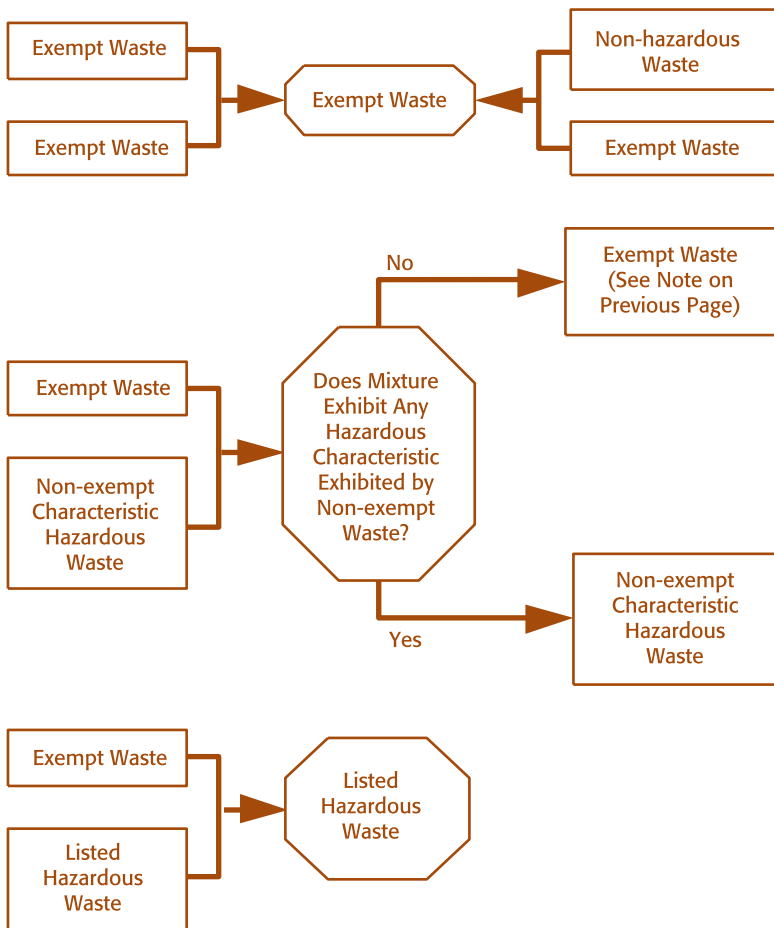 Exempt Waste
Exempt Waste
Exempt Waste
Non-hazardous
Waste
Exempt Waste
Exempt Waste
Non-exempt
Characteristic
Hazardous
Waste
Does Mixture
Exhibit Any
Hazardous
Characteristic
Exhibited by
Non-exempt
Waste?
No
Exempt Waste
(See Note on
Previous Page)
Yes
Non-exempt
Characteristic
Hazardous
Waste
Exempt Waste
Listed
Hazardous
Waste
Listed
Hazardous
Waste